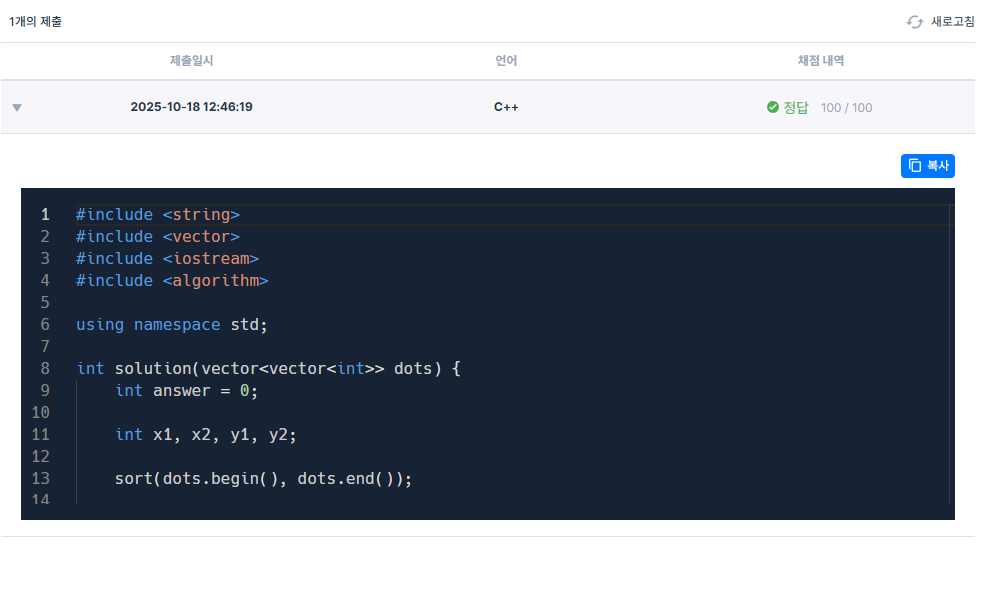 1개의 제출
새로고침
제출일시 언어 채점 내역
2025-10-18 12:46:19 C++ 정답 100 / 100
복사
1 #include <string>
2 #include <vector>
3 #include <iostream>
4 #include <algorithm>
5
6 using namespace std;
7
8 int solution(vector<vector<int>> dots) {
9     int answer = 0;
10
11     int x1, x2, y1, y2;
12
13     sort(dots.begin(), dots.end());
14